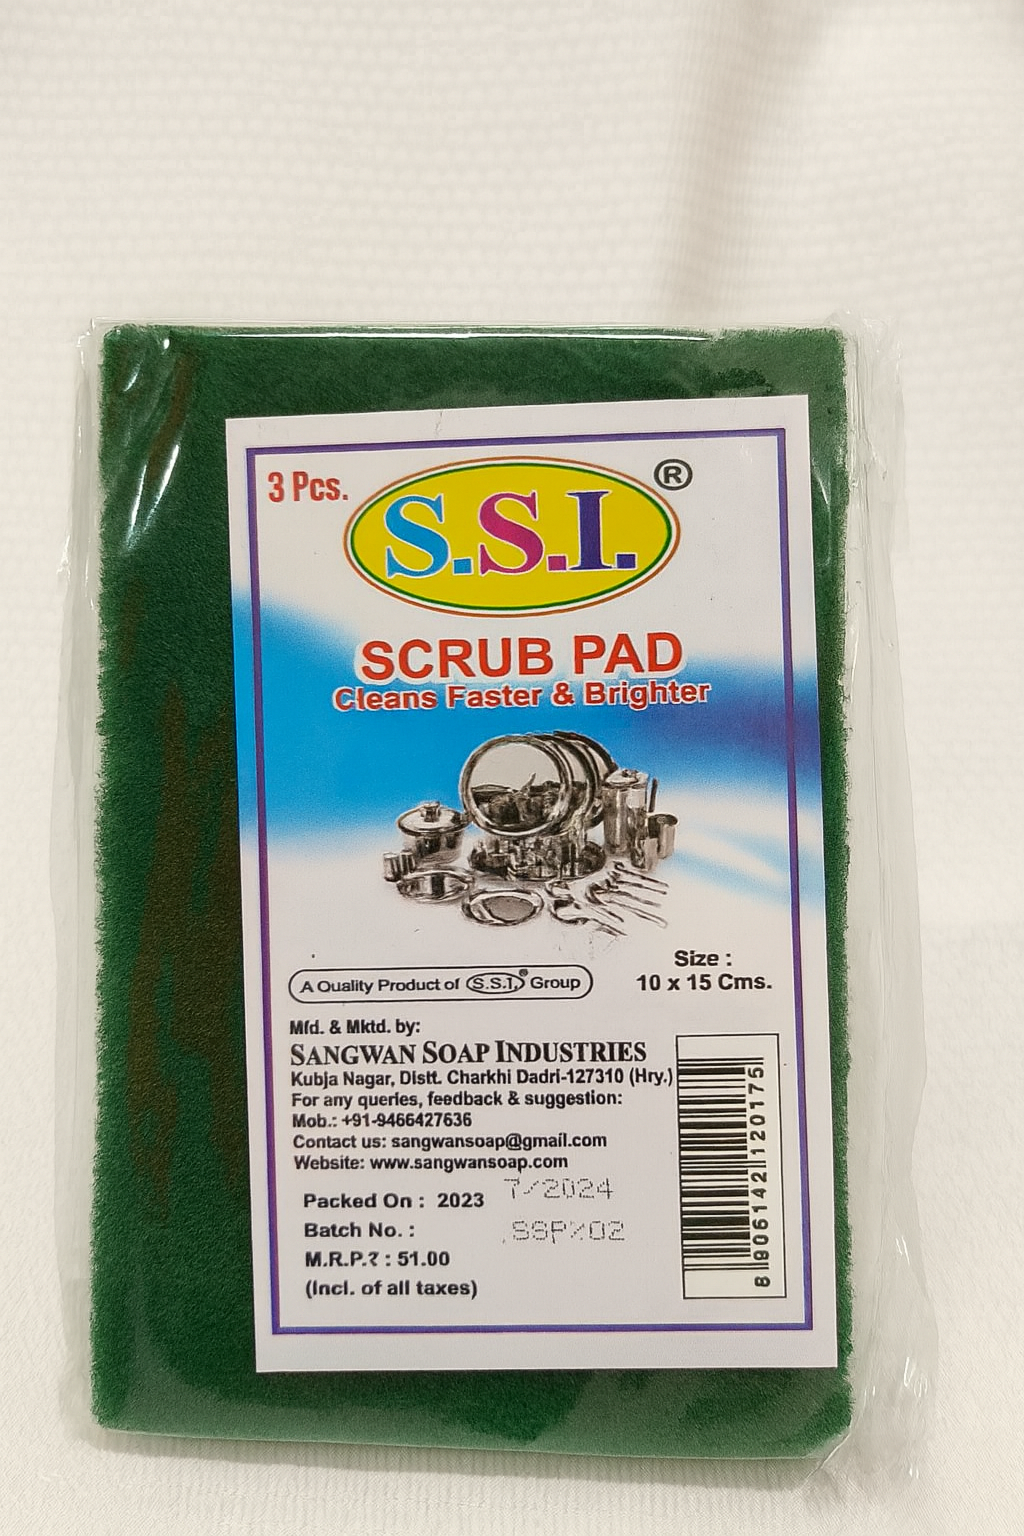 3 Pcs.
S.S.I. ®
SCRUB PAD
Cleans Faster & Brighter
Size :
10 x 15 Cms.
A Quality Product of S.S.I.® Group
Mfd. & Mktd. by:
SANGWAN SOAP INDUSTRIES
Kubja Nagar, Distt. Charkhi Dadri-127310 (Hry.)
For any queries, feedback & suggestion:
Mob.: +91-9466427636
Contact us: sangwansoap@gmail.com
Website: www.sangwansoap.com
Packed On : 2023 7/2024
Batch No. :
M.R.P.₹ : 51.00
(Incl. of all taxes)
8 906142 120175